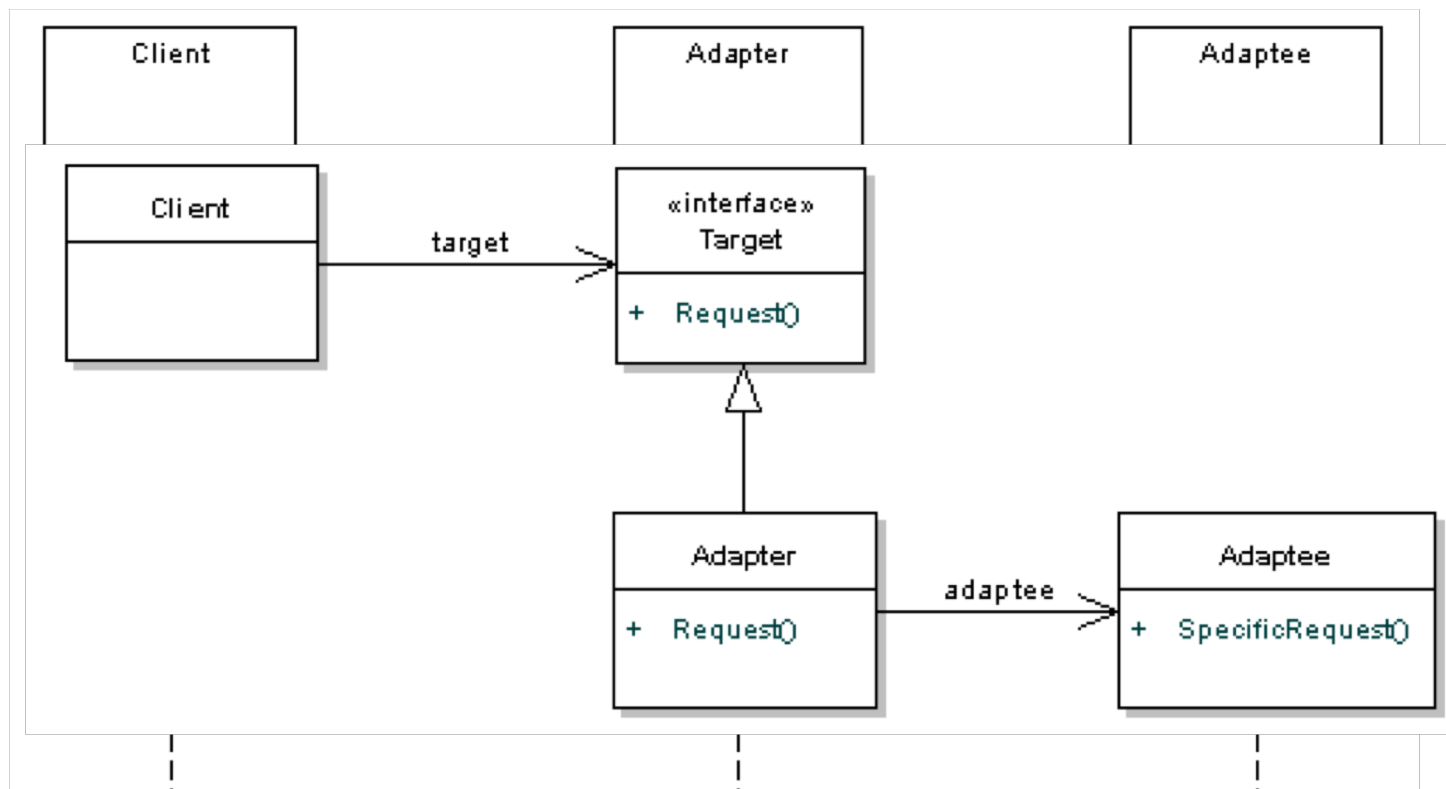 Client
Adapter
Adaptee
Client
target
«interface»
Target
+ Request()
Adapter
+ Request()
adaptee
Adaptee
+ SpecificRequest()